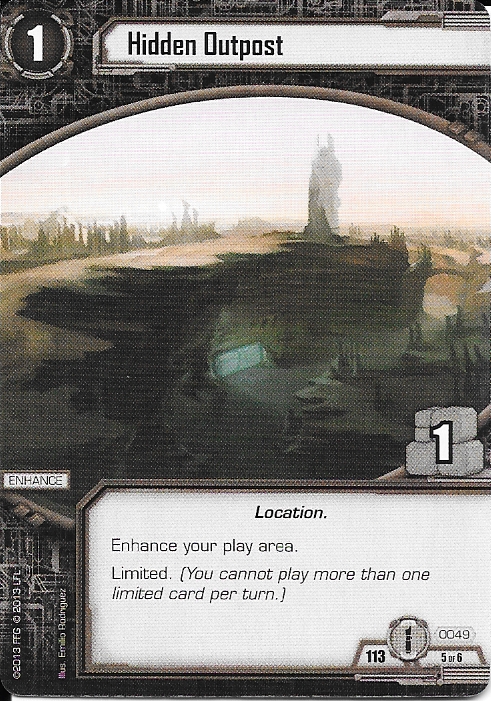 1
Hidden Outpost
1
ENHANCE
Location.
Enhance your play area.
Limited. (You cannot play more than one
limited card per turn.)
©2013 FFG ©2013 LFL
Illus. Emilio Rodriguez
0049
113
5 OF 6